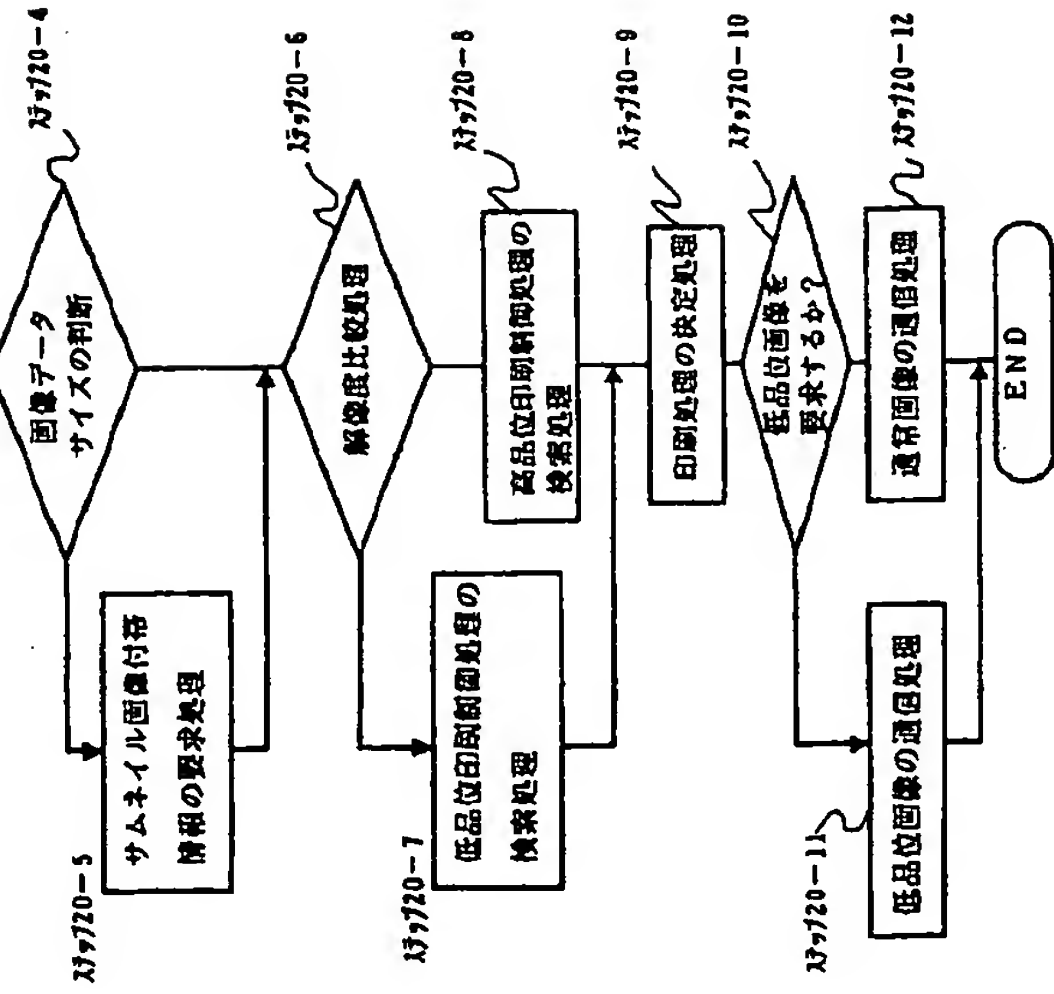 ステップ20-4
画像データ
サイズの判断
ステップ20-5
サムネイル画像付帯
情報の要求処理
ステップ20-6
解像度比較処理
ステップ20-7
低品位印刷制御処理の
検索処理
ステップ20-8
高品位印刷制御処理の
検索処理
ステップ20-9
印刷処理の決定処理
ステップ20-10
低品位画像を
要求するか?
ステップ20-11
低品位画像の通信処理
ステップ20-12
通常画像の通信処理
END